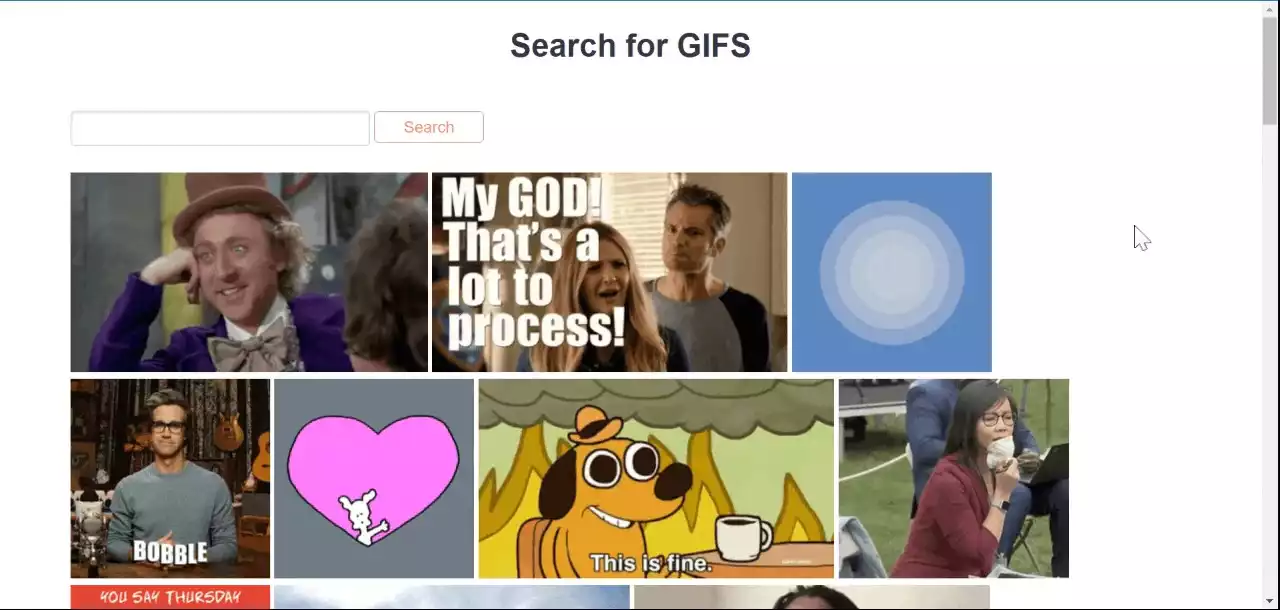 Search for GIFS
Search
My GOD!
That's a
lot to
process!
BOBBLE
This is fine.
YOU SAY THURSDAY